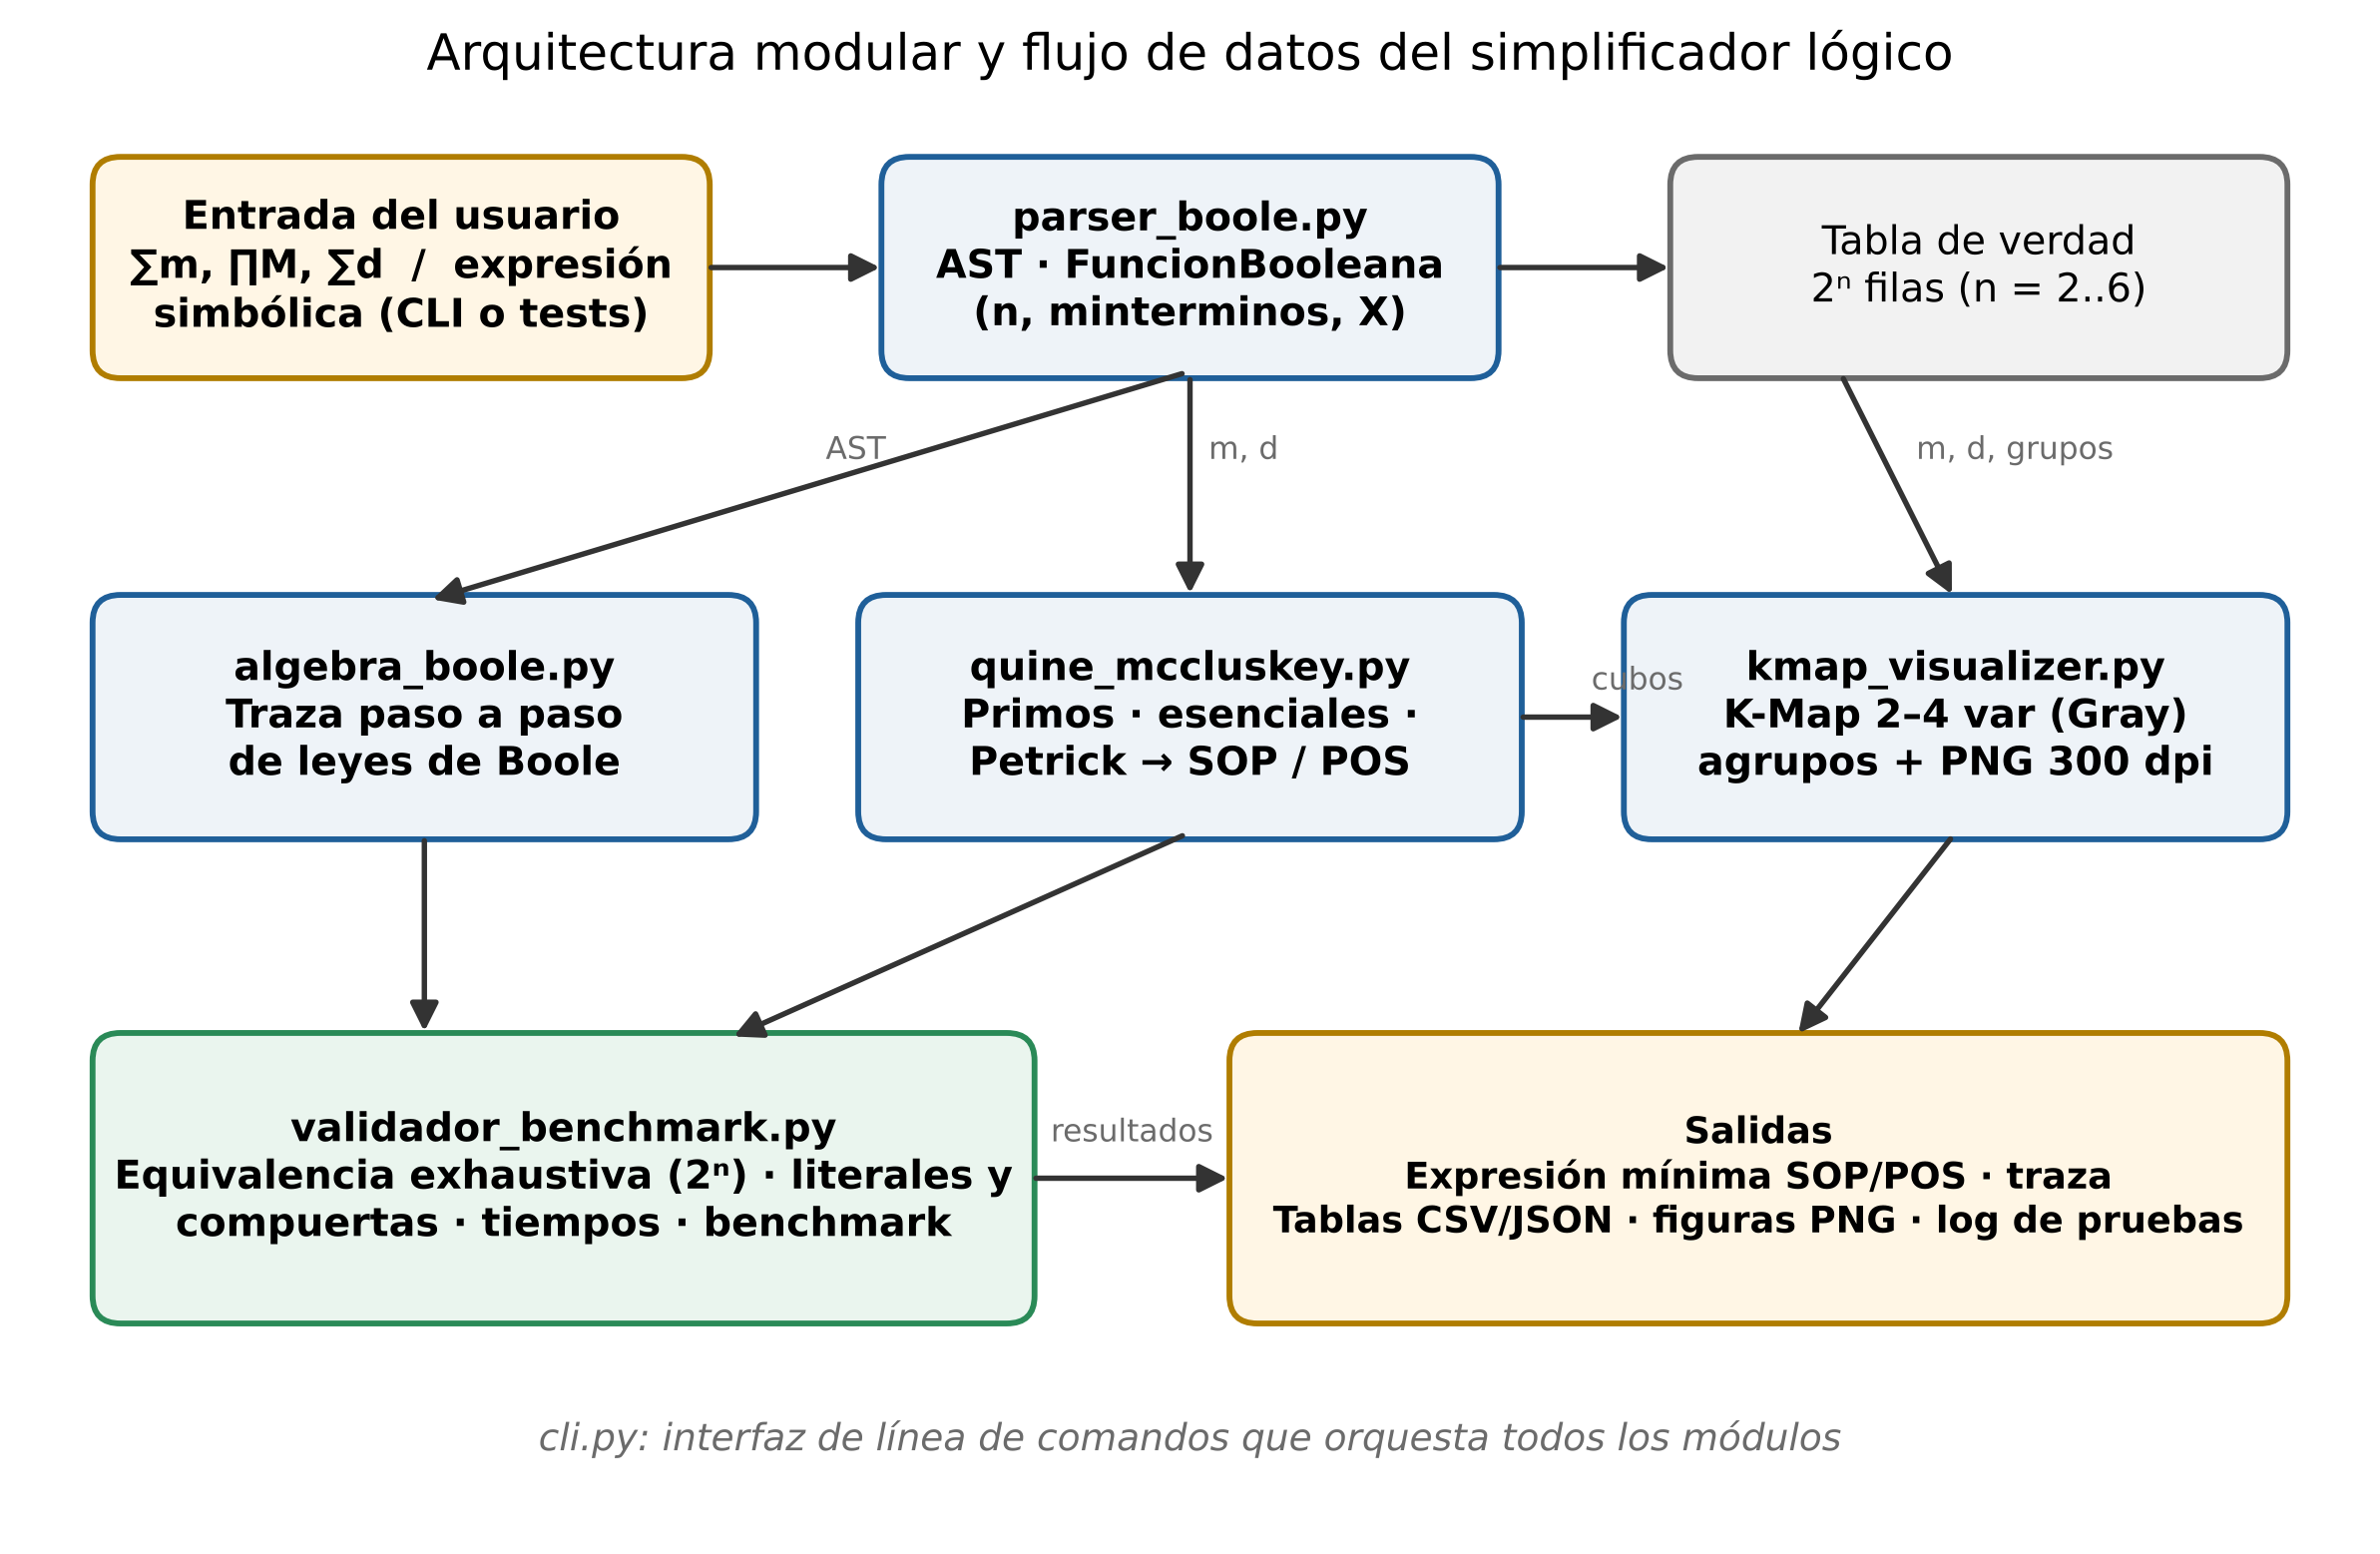 Arquitectura modular y flujo de datos del simplificador lógico
Entrada del usuario
∑m, ∏M, ∑d / expresión
simbólica (CLI o tests)
parser_boole.py
AST · FuncionBooleana
(n, minterminos, X)
Tabla de verdad
2ⁿ filas (n = 2..6)
AST
m, d
m, d, grupos
algebra_boole.py
Traza paso a paso
de leyes de Boole
quine_mccluskey.py
Primos · esenciales ·
Petrick → SOP / POS
cubos
kmap_visualizer.py
K-Map 2–4 var (Gray)
agrupos + PNG 300 dpi
validador_benchmark.py
Equivalencia exhaustiva (2ⁿ) · literales y
compuertas · tiempos · benchmark
resultados
Salidas
Expresión mínima SOP/POS · traza
Tablas CSV/JSON · figuras PNG · log de pruebas
cli.py: interfaz de línea de comandos que orquesta todos los módulos